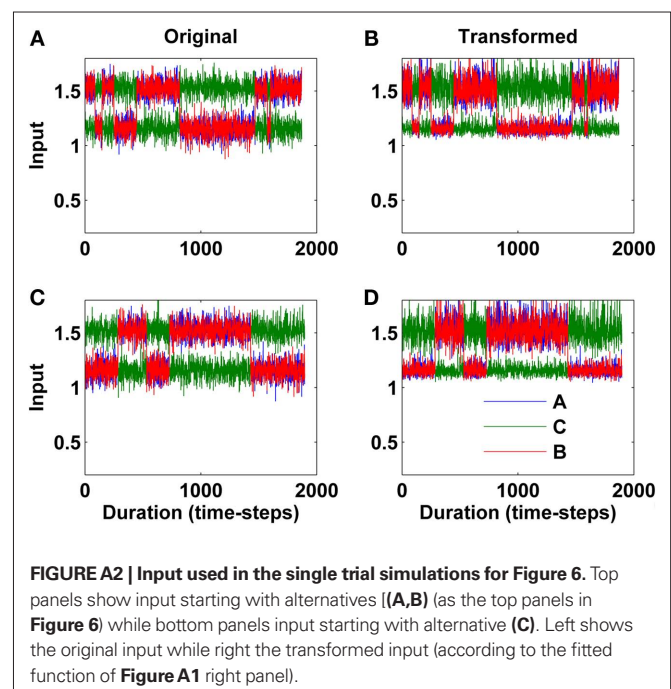 A
Original
B
Transformed
Input
1.5
1
0.5
0
1000
2000
1.5
1
0.5
0
1000
2000
C
D
Input
1.5
1
0.5
0
1000
2000
Duration (time-steps)
1.5
1
0.5
0
1000
2000
Duration (time-steps)
A
C
B
FIGURE A2 | Input used in the single trial simulations for Figure 6. Top
panels show input starting with alternatives [(A,B) (as the top panels in
Figure 6) while bottom panels input starting with alternative (C). Left shows
the original input while right the transformed input (according to the fitted
function of Figure A1 right panel).